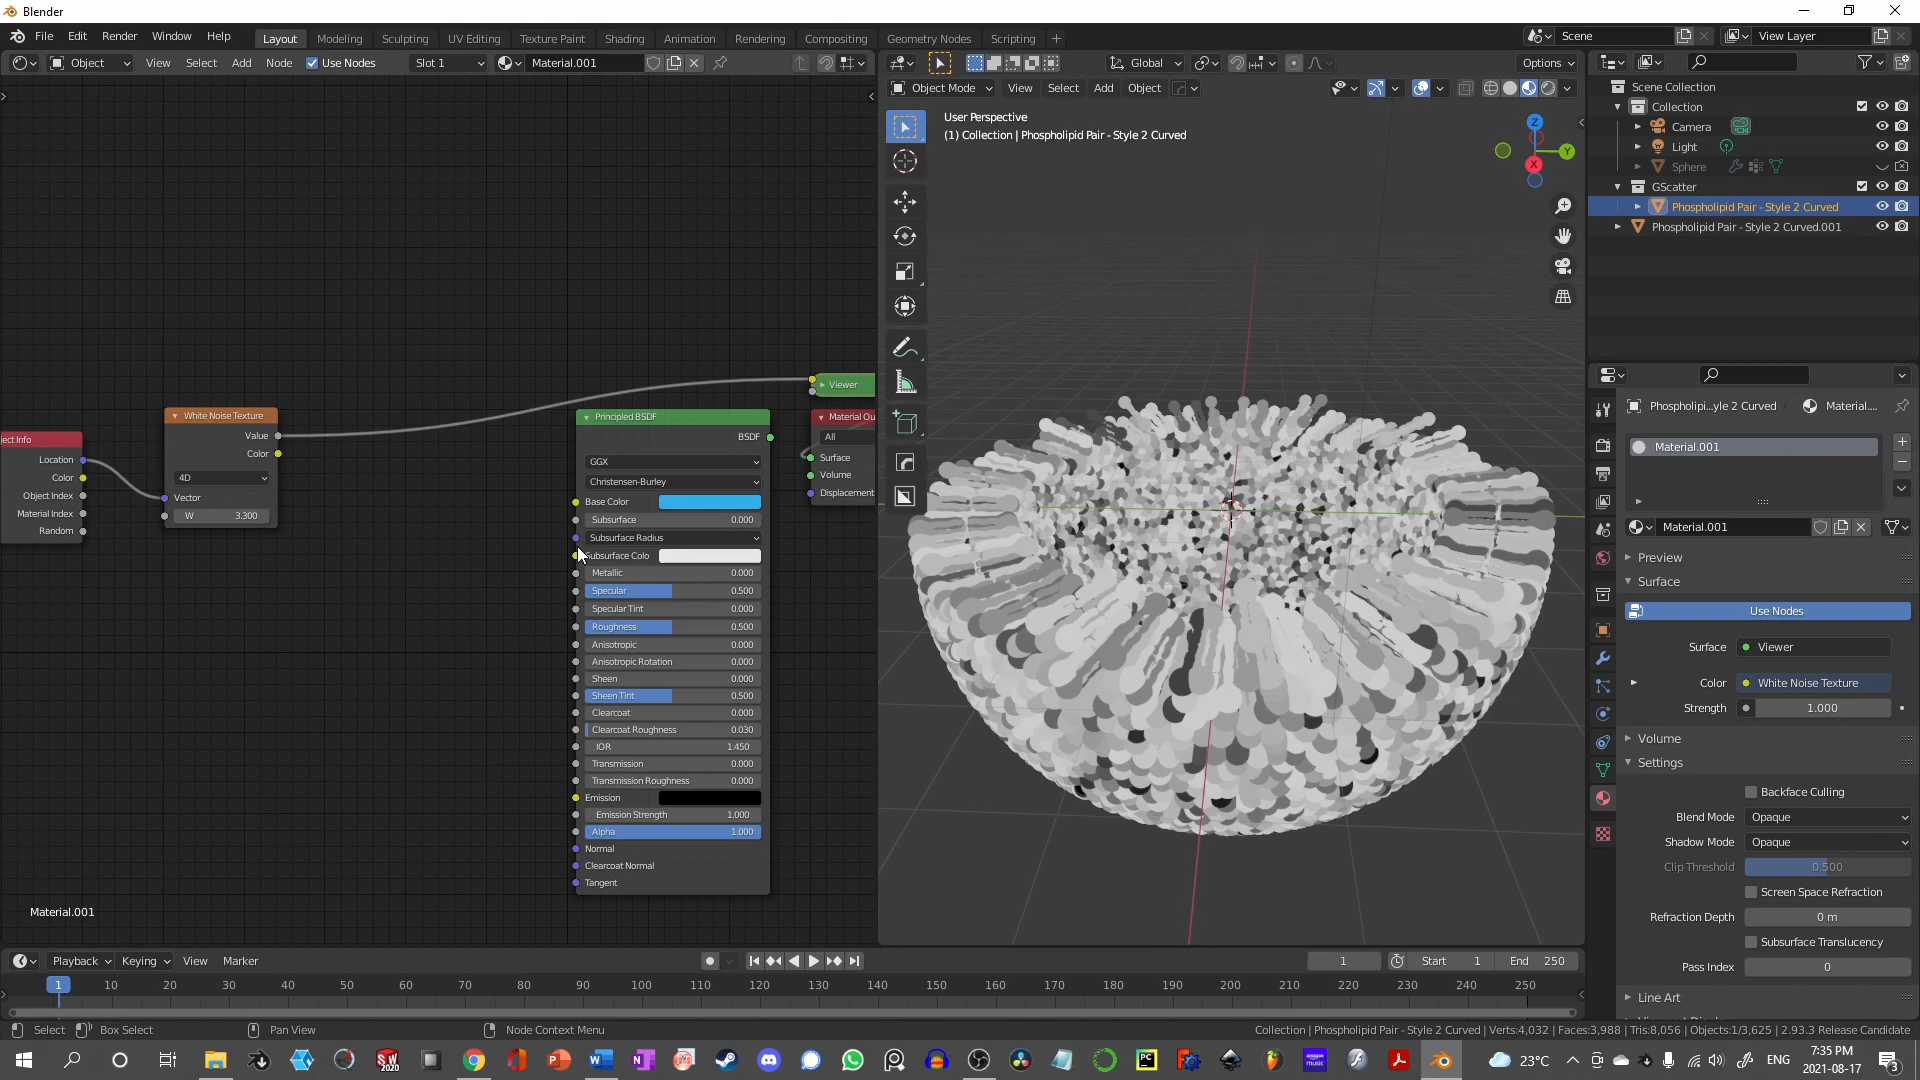 Blender
File Edit Render Window Help
Layout Modeling Sculpting UV Editing Texture Paint Shading Animation Rendering Compositing Geometry Nodes Scripting +
Scene
View Layer
Object View Select Add Node Use Nodes Slot 1 Material.001
Global Options
Object Mode View Select Add Object
User Perspective
(1) Collection | Phospholipid Pair - Style 2 Curved
Z
Y
X
Scene Collection
Collection
Camera
Light
Sphere
GScatter
Phospholipid Pair - Style 2 Curved
Phospholipid Pair - Style 2 Curved.001
ject Info
Location
Color
Object Index
Material Index
Random
White Noise Texture
Value
Color
4D
Vector
W 3.300
Principled BSDF
BSDF
GGX
Christensen-Burley
Base Color
Subsurface 0.000
Subsurface Radius
Subsurface Colo
Metallic 0.000
Specular 0.500
Specular Tint 0.000
Roughness 0.500
Anisotropic 0.000
Anisotropic Rotation 0.000
Sheen 0.000
Sheen Tint 0.500
Clearcoat 0.000
Clearcoat Roughness 0.030
IOR 1.450
Transmission 0.000
Transmission Roughness 0.000
Emission
Emission Strength 1.000
Alpha 1.000
Normal
Clearcoat Normal
Tangent
Viewer
Material Ou
All
Surface
Volume
Displacement
Material.001
Phospholipi...yle 2 Curved Material....
Material.001
Material.001
Preview
Surface
Use Nodes
Surface Viewer
Color White Noise Texture
Strength 1.000
Volume
Settings
Backface Culling
Blend Mode Opaque
Shadow Mode Opaque
Clip Threshold 0.500
Screen Space Refraction
Refraction Depth 0 m
Subsurface Translucency
Pass Index 0
Line Art
Playback Keying View Marker
1 Start 1 End 250
1 10 20 30 40 50 60 70 80 90 100 110 120 130 140 150 160 170 180 190 200 210 220 230 240 250
Select Box Select Pan View Node Context Menu
Collection | Phospholipid Pair - Style 2 Curved | Verts:4,032 | Faces:3,988 | Tris:8,056 | Objects:1/3,625 | 2.93.3 Release Candidate
SW 2020
PC
amazon music
23°C
ENG
7:35 PM
2021-08-17
3